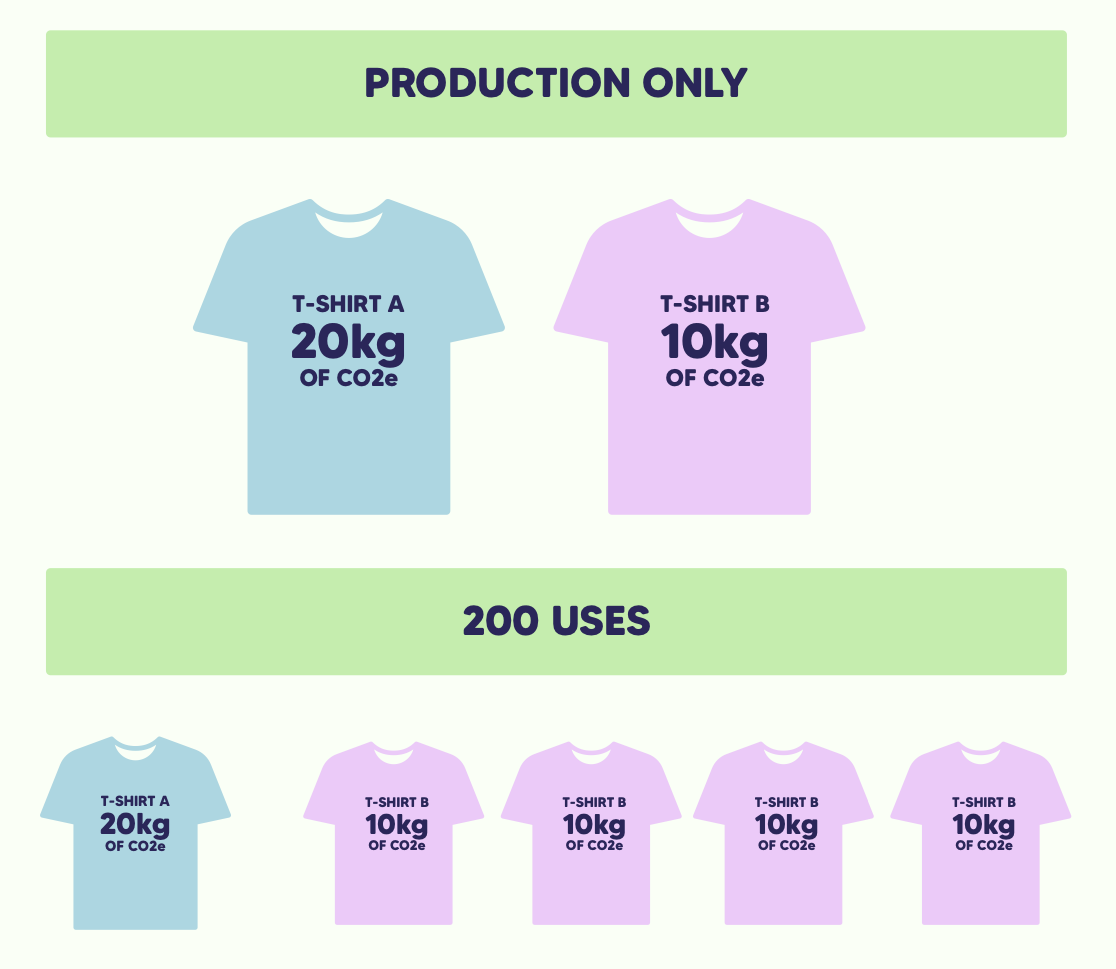 PRODUCTION ONLY
T-SHIRT A
20kg
OF CO2e
T-SHIRT B
10kg
OF CO2e
200 USES
T-SHIRT A
20kg
OF CO2e
T-SHIRT B
10kg
OF CO2e
T-SHIRT B
10kg
OF CO2e
T-SHIRT B
10kg
OF CO2e
T-SHIRT B
10kg
OF CO2e